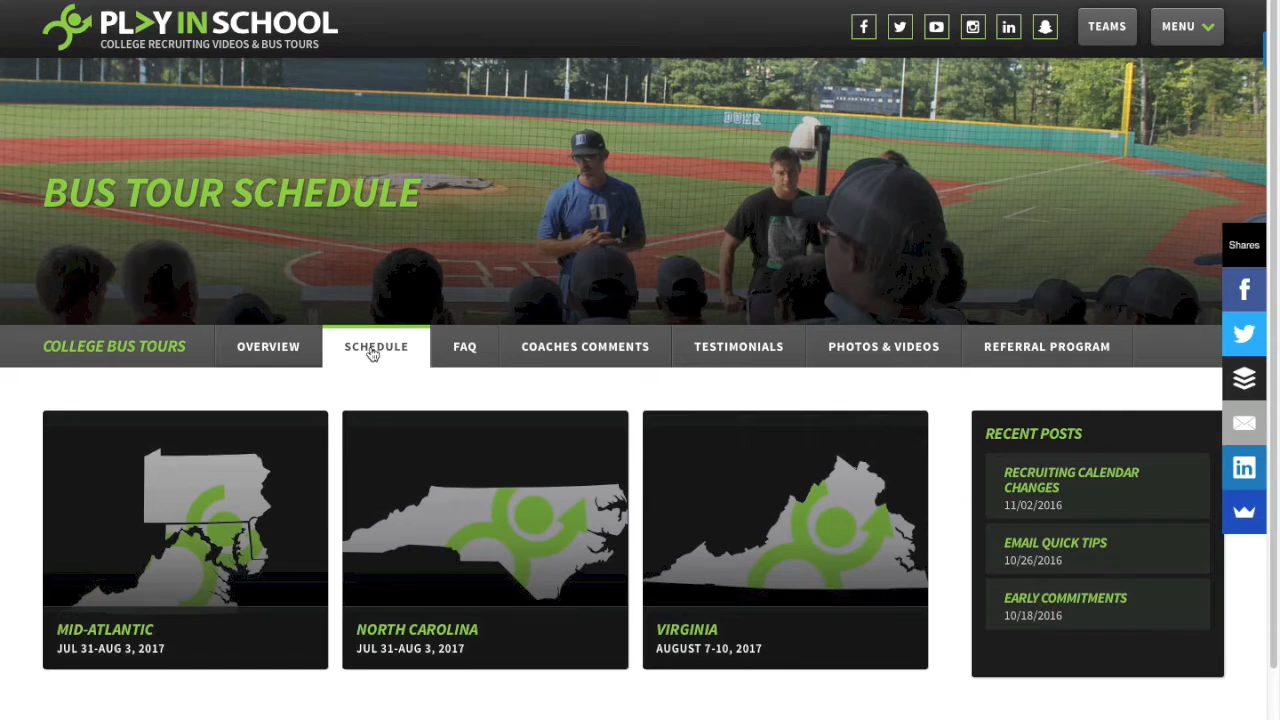 PLAY IN SCHOOL
COLLEGE RECRUITING VIDEOS & BUS TOURS
TEAMS
MENU
DUKE
BUS TOUR SCHEDULE
Shares
COLLEGE BUS TOURS
OVERVIEW
SCHEDULE
FAQ
COACHES COMMENTS
TESTIMONIALS
PHOTOS & VIDEOS
REFERRAL PROGRAM
MID-ATLANTIC
JUL 31-AUG 3, 2017
NORTH CAROLINA
JUL 31-AUG 3, 2017
VIRGINIA
AUGUST 7-10, 2017
RECENT POSTS
RECRUITING CALENDAR
CHANGES
11/02/2016
EMAIL QUICK TIPS
10/26/2016
EARLY COMMITMENTS
10/18/2016